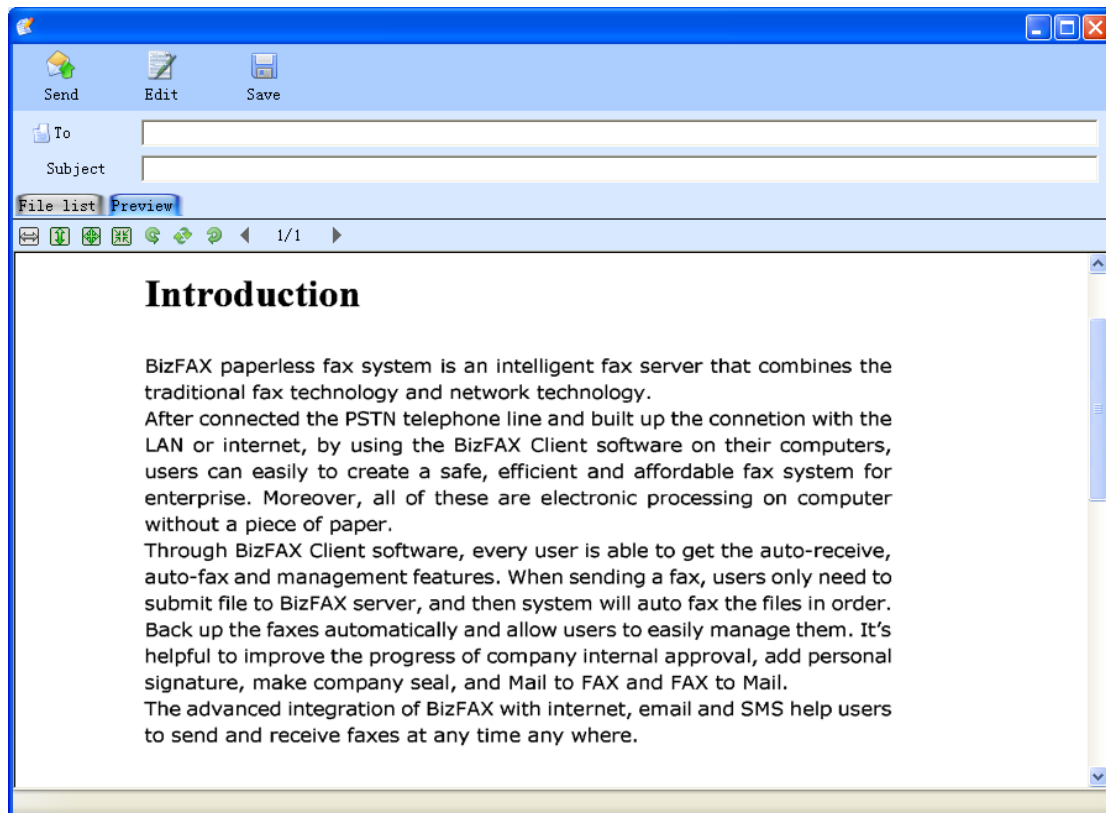 Send Edit Save
To
Subject
File list Preview
1/1
Introduction
BizFAX paperless fax system is an intelligent fax server that combines the
traditional fax technology and network technology.
After connected the PSTN telephone line and built up the connetion with the
LAN or internet, by using the BizFAX Client software on their computers,
users can easily to create a safe, efficient and affordable fax system for
enterprise. Moreover, all of these are electronic processing on computer
without a piece of paper.
Through BizFAX Client software, every user is able to get the auto-receive,
auto-fax and management features. When sending a fax, users only need to
submit file to BizFAX server, and then system will auto fax the files in order.
Back up the faxes automatically and allow users to easily manage them. It's
helpful to improve the progress of company internal approval, add personal
signature, make company seal, and Mail to FAX and FAX to Mail.
The advanced integration of BizFAX with internet, email and SMS help users
to send and receive faxes at any time any where.